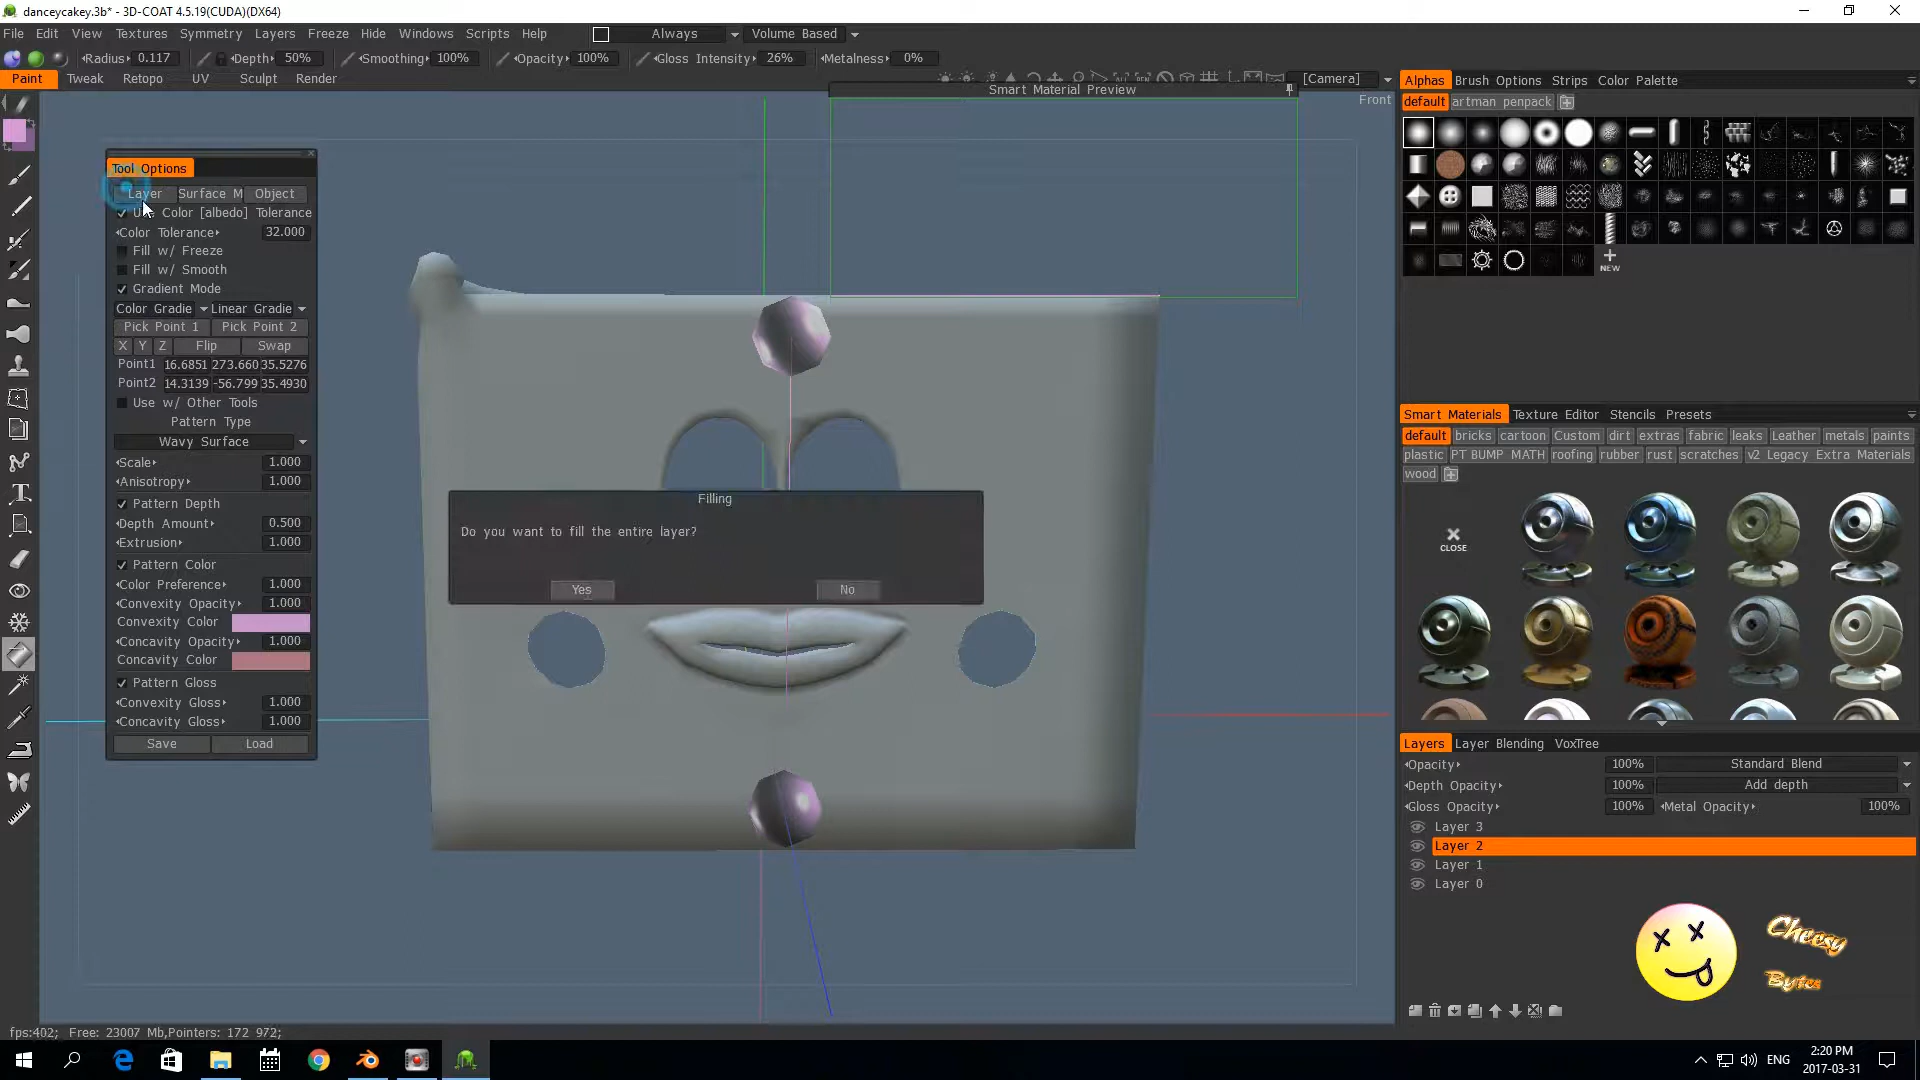 danceycakey.3b* - 3D-COAT 4.5.19(CUDA)(DX64)
File Edit View Textures Symmetry Layers Freeze Hide Windows Scripts Help Always Volume Based
Radius 0.117 Depth 50% Smoothing 100% Opacity 100% Gloss Intensity 26% Metalness 0%
Paint Tweak Retopo UV Sculpt Render [Camera]
Smart Material Preview
Front
Tool Options
Layer Surface M Object
Use Color [albedo] Tolerance
Color Tolerance 32.000
Fill w/ Freeze
Fill w/ Smooth
Gradient Mode
Color Gradie Linear Gradie
Pick Point 1 Pick Point 2
X Y Z Flip Swap
Point1 16.6851 273.660 35.5276
Point2 14.3139 -56.799 35.4930
Use w/ Other Tools
Pattern Type
Wavy Surface
Scale 1.000
Anisotropy 1.000
Pattern Depth
Depth Amount 0.500
Extrusion 1.000
Pattern Color
Color Preference 1.000
Convexity Opacity 1.000
Convexity Color
Concavity Opacity 1.000
Concavity Color
Pattern Gloss
Convexity Gloss 1.000
Concavity Gloss 1.000
Save Load
Filling
Do you want to fill the entire layer?
Yes No
Alphas Brush Options Strips Color Palette
default artman penpack
NEW
Smart Materials Texture Editor Stencils Presets
default bricks cartoon Custom dirt extras fabric leaks Leather metals paints
plastic PT BUMP MATH roofing rubber rust scratches v2 Legacy Extra Materials
wood
CLOSE
Layers Layer Blending VoxTree
Opacity 100% Standard Blend
Depth Opacity 100% Add depth
Gloss Opacity 100% Metal Opacity 100%
Layer 3
Layer 2
Layer 1
Layer 0
Cheesy
Bytes
fps:402; Free: 23007 Mb,Pointers: 172 972;
ENG
2:20 PM
2017-03-31